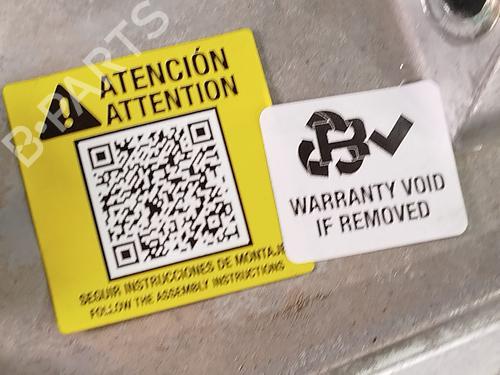 B-PARTS
ATENCIÓN
ATTENTION
SEGUIR INSTRUCCIONES DE MONTAJE
FOLLOW THE ASSEMBLY INSTRUCTIONS
B
WARRANTY VOID
IF REMOVED